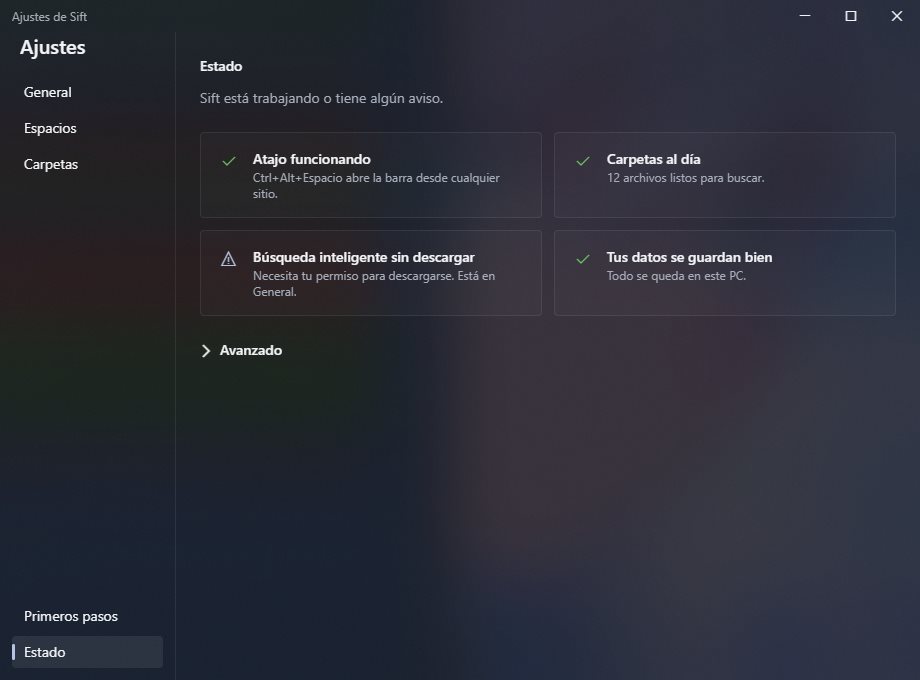 Ajustes de Sift
Ajustes
General
Espacios
Carpetas
Primeros pasos
Estado
Estado
Sift está trabajando o tiene algún aviso.
Atajo funcionando
Ctrl+Alt+Espacio abre la barra desde cualquier
sitio.
Carpetas al día
12 archivos listos para buscar.
Búsqueda inteligente sin descargar
Necesita tu permiso para descargarse. Está en
General.
Tus datos se guardan bien
Todo se queda en este PC.
Avanzado